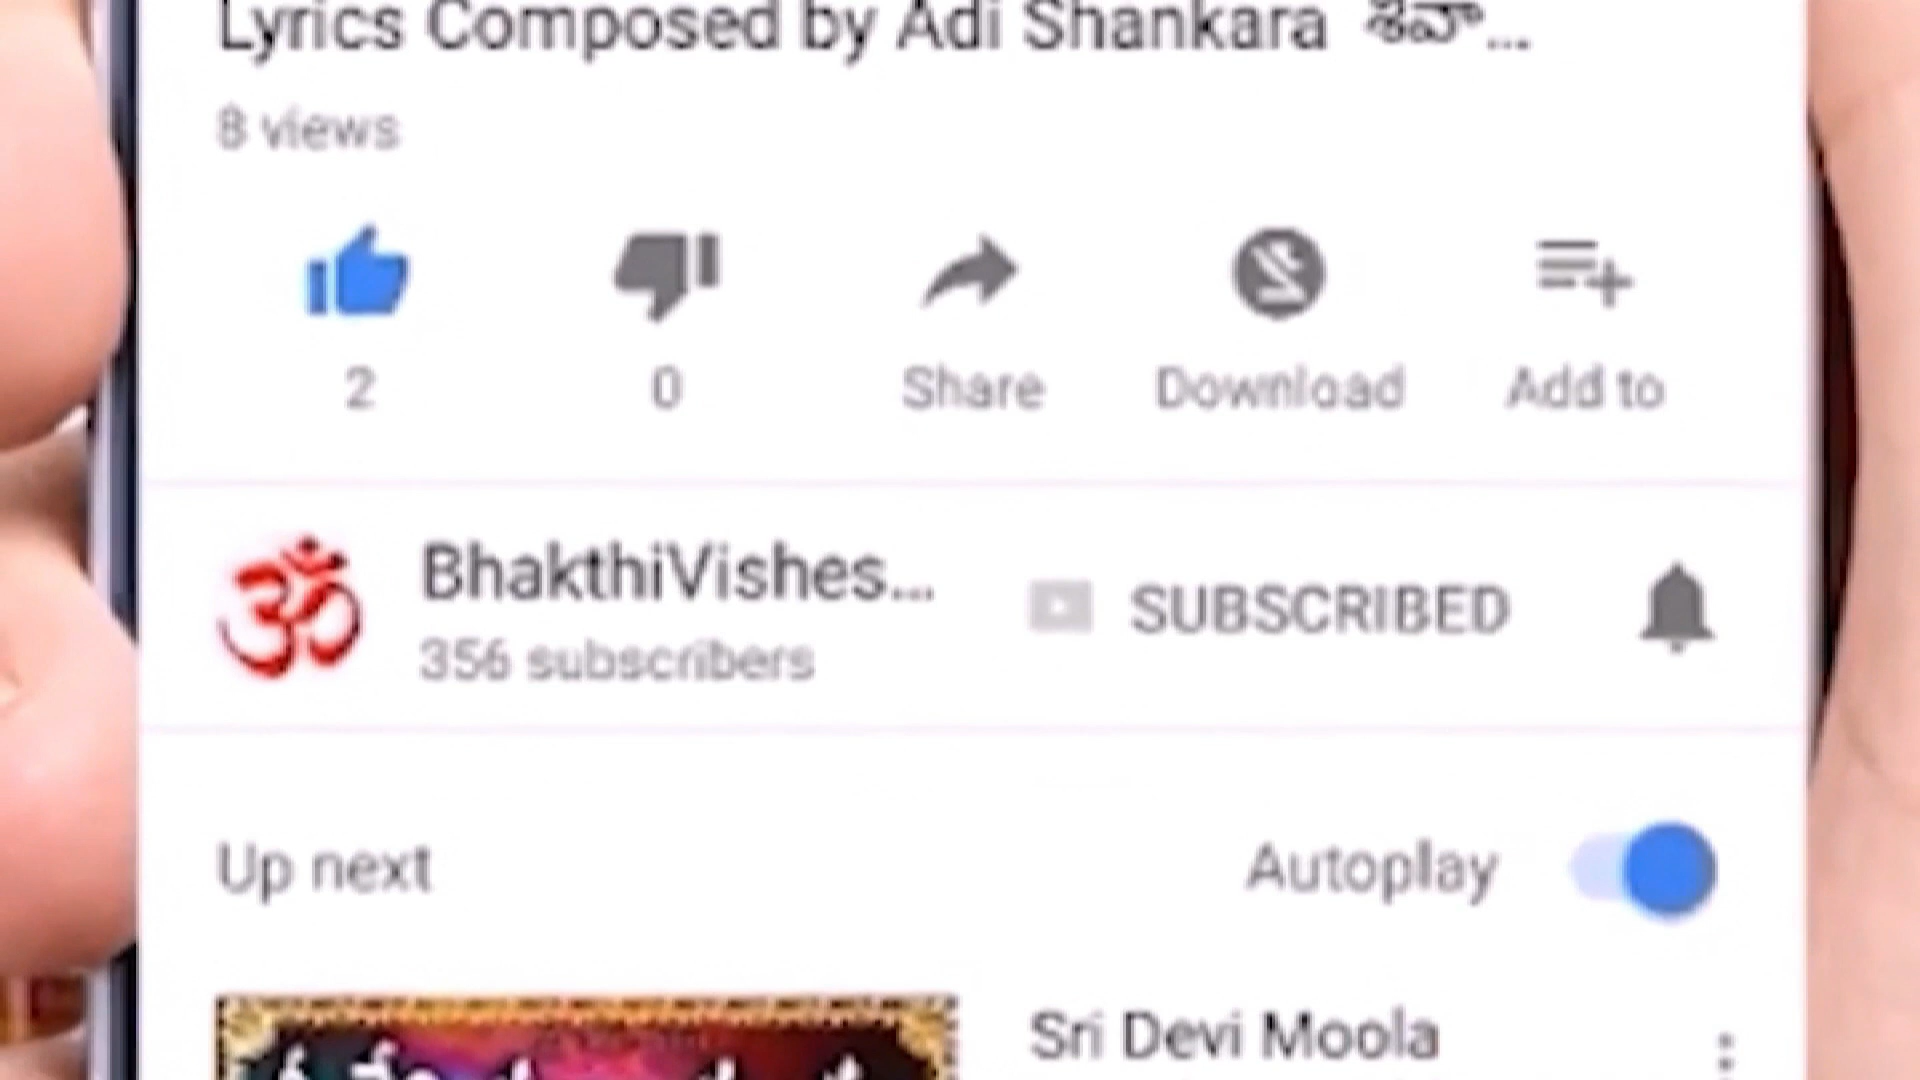 Lyrics Composed by Adi Shankara శివా...
8 views
2
0
Share
Download
Add to
ॐ
BhakthiVishes...
356 subscribers
SUBSCRIBED
Up next
Autoplay
Sri Devi Moola